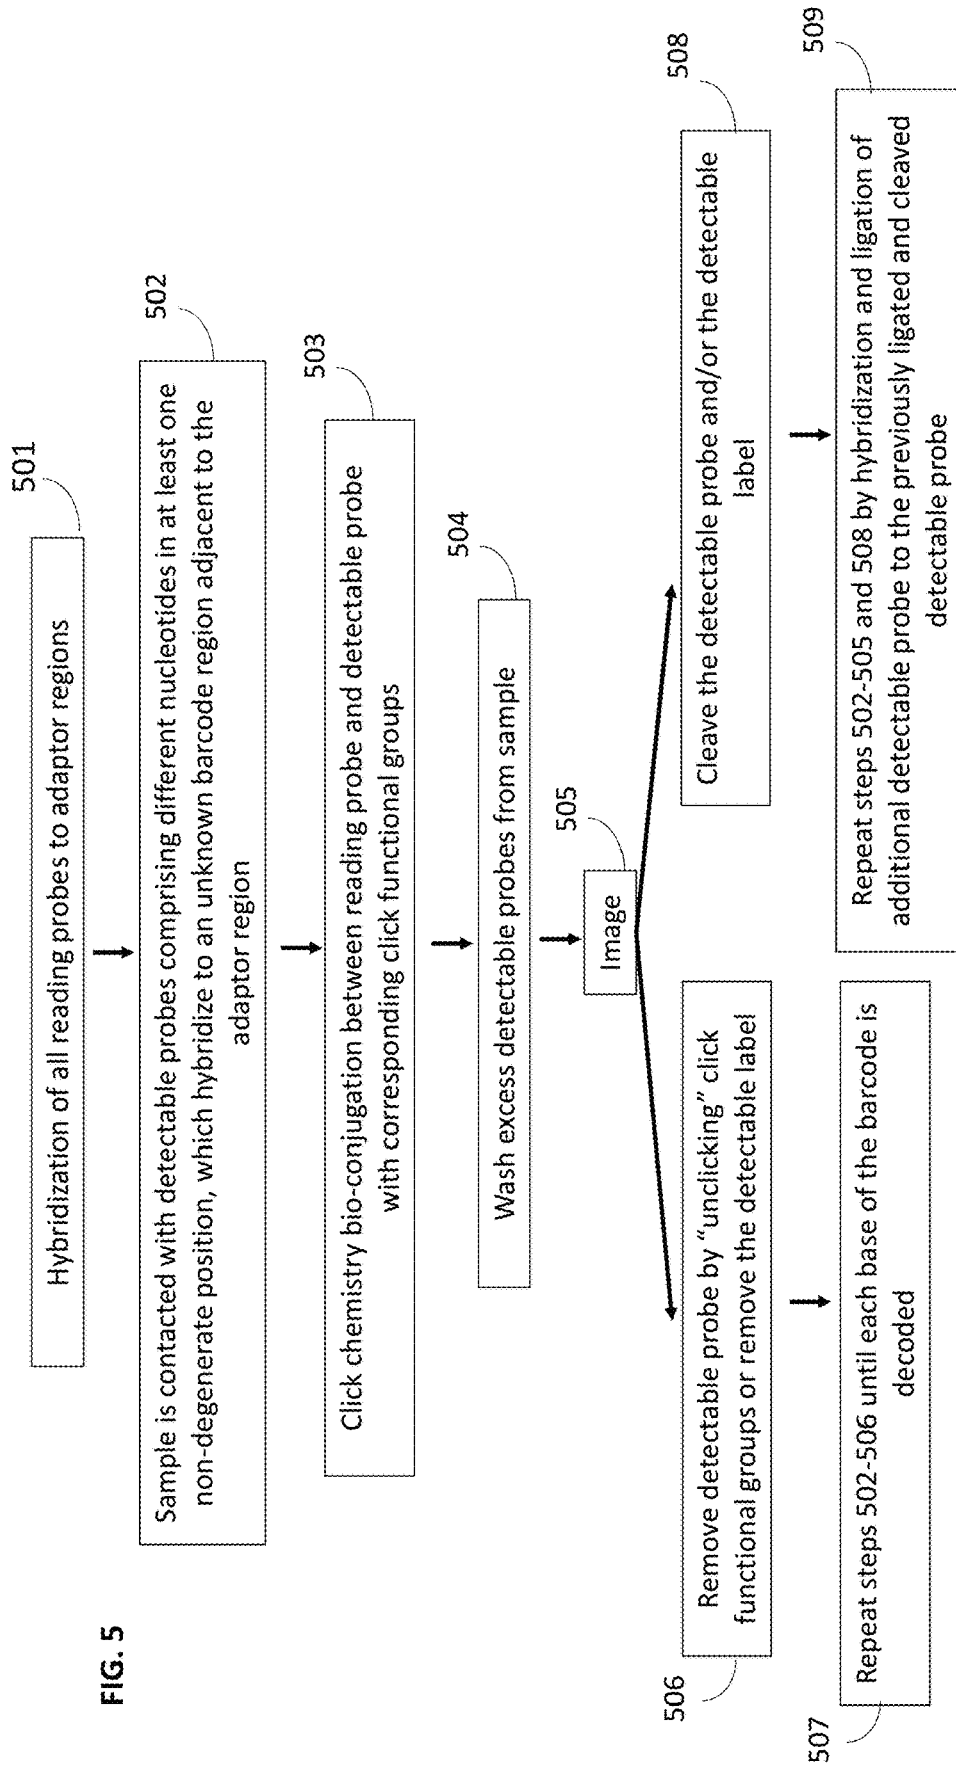 FIG. 5
501
Hybridization of all reading probes to adaptor regions
502
Sample is contacted with detectable probes comprising different nucleotides in at least one
non-degenerate position, which hybridize to an unknown barcode region adjacent to the
adaptor region
503
Click chemistry bio-conjugation between reading probe and detectable probe
with corresponding click functional groups
504
Wash excess detectable probes from sample
505
Image
506
Remove detectable probe by “unclicking” click
functional groups or remove the detectable label
507
Repeat steps 502-506 until each base of the barcode is
decoded
508
Cleave the detectable probe and/or the detectable
label
509
Repeat steps 502-505 and 508 by hybridization and ligation of
additional detectable probe to the previously ligated and cleaved
detectable probe